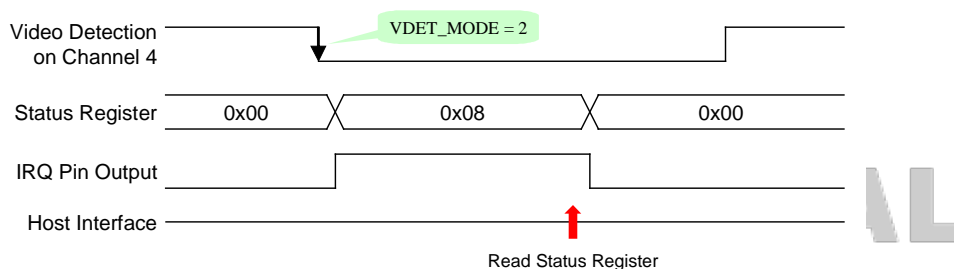 Video Detection
on Channel 4
VDET_MODE = 2
Status Register
0x00
0x08
0x00
IRQ Pin Output
Host Interface
Read Status Register
AL